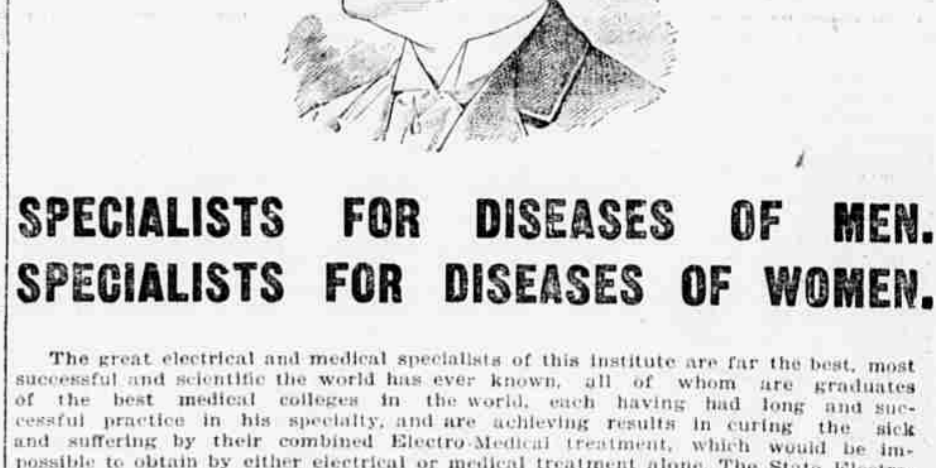 SPECIALISTS FOR DISEASES OF MEN.
SPECIALISTS FOR DISEASES OF WOMEN.
The great electrical and medical specialists of this institute are far the best, most
successful and scientific the world has ever known, all of whom are graduates
of the best medical colleges in the world, each having had long and suc-
cessful practice in his specialty, and are achieving results in curing the sick
and suffering by their combined Electro-Medical treatment, which would be im-
possible to obtain by either electrical or medical treatment alone. The State